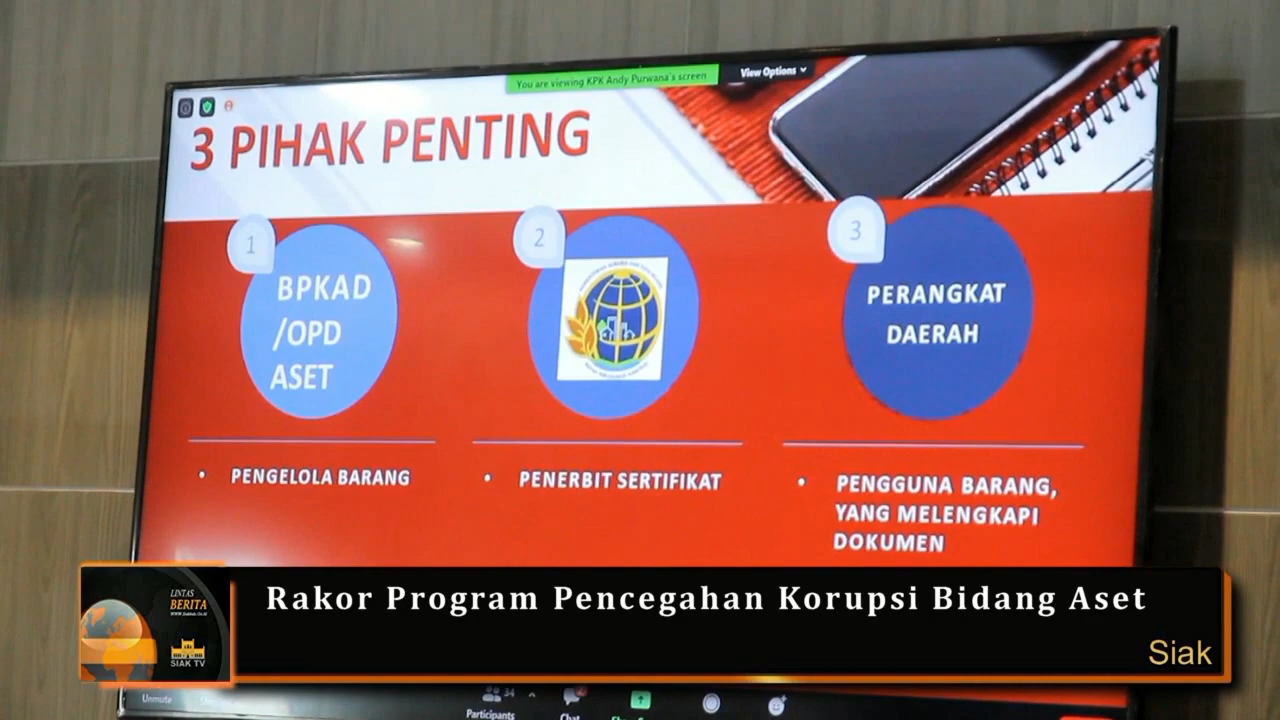 You are viewing KPK Andy Purwana's screen
View Options
3 PIHAK PENTING
1
BPKAD
/OPD
ASET
2
3
PERANGKAT
DAERAH
• PENGELOLA BARANG
• PENERBIT SERTIFIKAT
• PENGGUNA BARANG,
YANG MELENGKAPI
DOKUMEN
LINTAS
BERITA
SIAK TV
Rakor Program Pencegahan Korupsi Bidang Aset
Siak
Unmute
34
Participants
Chat